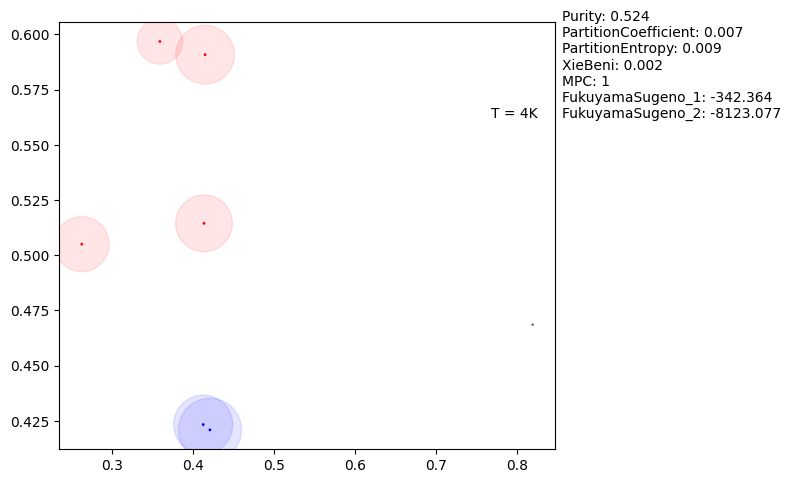 Purity: 0.524
PartitionCoefficient: 0.007
PartitionEntropy: 0.009
XieBeni: 0.002
MPC: 1
FukuyamaSugeno_1: -342.364
FukuyamaSugeno_2: -8123.077
T = 4K
0.600
0.575
0.550
0.525
0.500
0.475
0.450
0.425
0.3 0.4 0.5 0.6 0.7 0.8